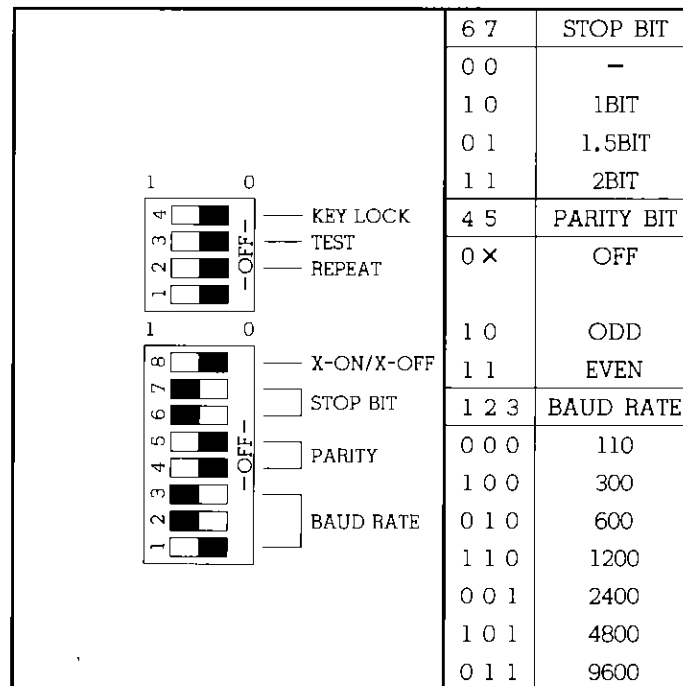 1 0
4 KEY LOCK
3 TEST
2 REPEAT
1
-OFF-
1 0
8 X-ON/X-OFF
7
STOP BIT
6
5
PARITY
4
3
2 BAUD RATE
1
-OFF-
6 7 STOP BIT
0 0 –
1 0 1BIT
0 1 1.5BIT
1 1 2BIT
4 5 PARITY BIT
0 X OFF
1 0 ODD
1 1 EVEN
1 2 3 BAUD RATE
0 0 0 110
1 0 0 300
0 1 0 600
1 1 0 1200
0 0 1 2400
1 0 1 4800
0 1 1 9600